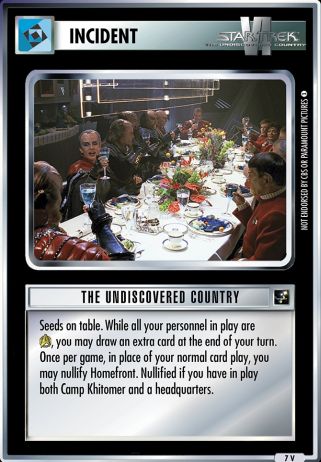 INCIDENT
STAR TREK
VI
THE UNDISCOVERED COUNTRY
NOT ENDORSED BY CBS OR PARAMOUNT PICTURES
THE UNDISCOVERED COUNTRY
Seeds on table. While all your personnel in play are
, you may draw an extra card at the end of your turn.
Once per game, in place of your normal card play, you
may nullify Homefront. Nullified if you have in play
both Camp Khitomer and a headquarters.
7 V